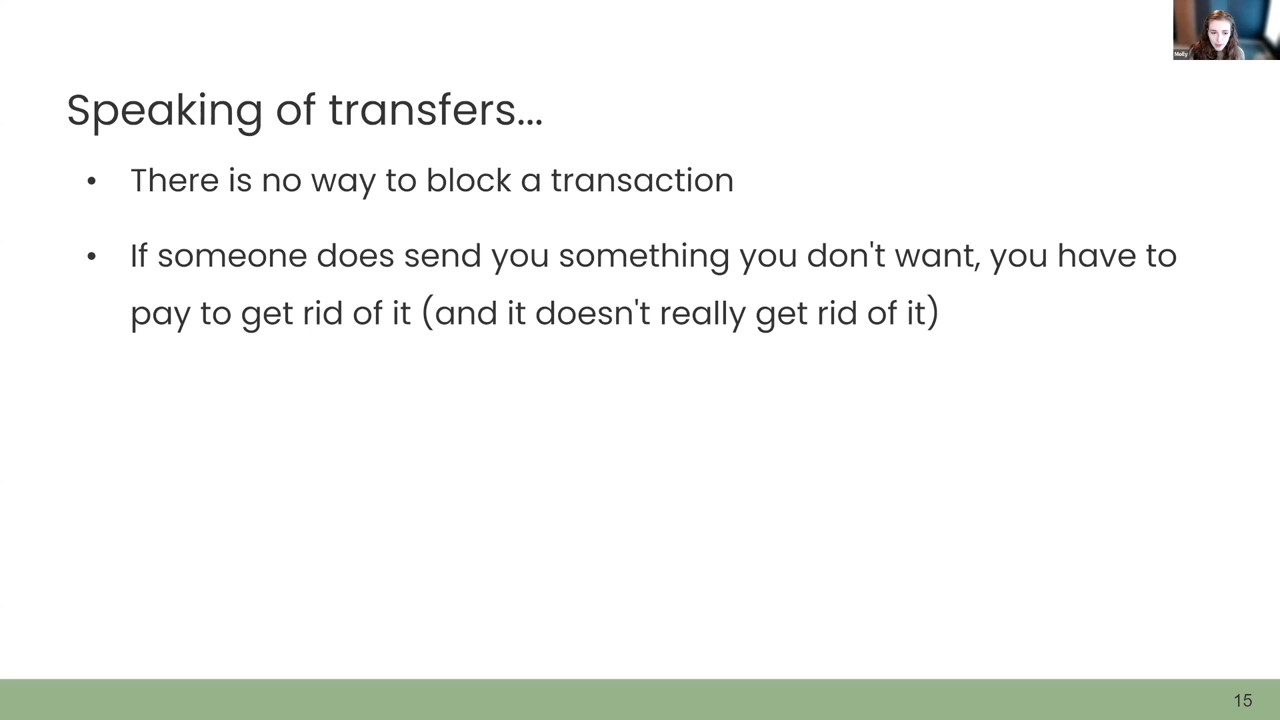 Molly
Speaking of transfers...
• There is no way to block a transaction
• If someone does send you something you don't want, you have to
pay to get rid of it (and it doesn't really get rid of it)
15